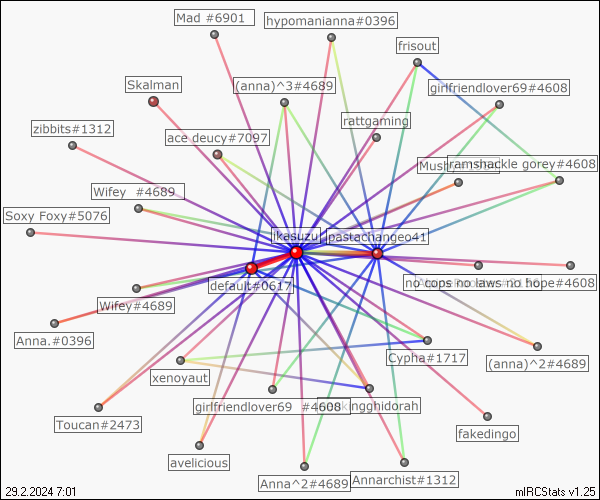 Mad #6901
hypomanianna#0396
frisout
Skalman
(anna)^3#4689
girlfriendlover69#4608
rattgaming
zibbits#1312
ace deucy#7097
ramshackle gorey#4608
Wifey #4689
Soxy Foxy#5076
ikasuzu
pastachangeo41
default#0617
no cops no laws no hope#4608
Wifey#4689
Anna.#0396
Cypha#1717
(anna)^2#4689
xenoyaut
girlfriendlover69 #4608
kingghidorah
Toucan#2473
fakedingo
avelicious
Anna^2#4689
Annarchist#1312
29.2.2024 7:01
mIRCStats v1.25